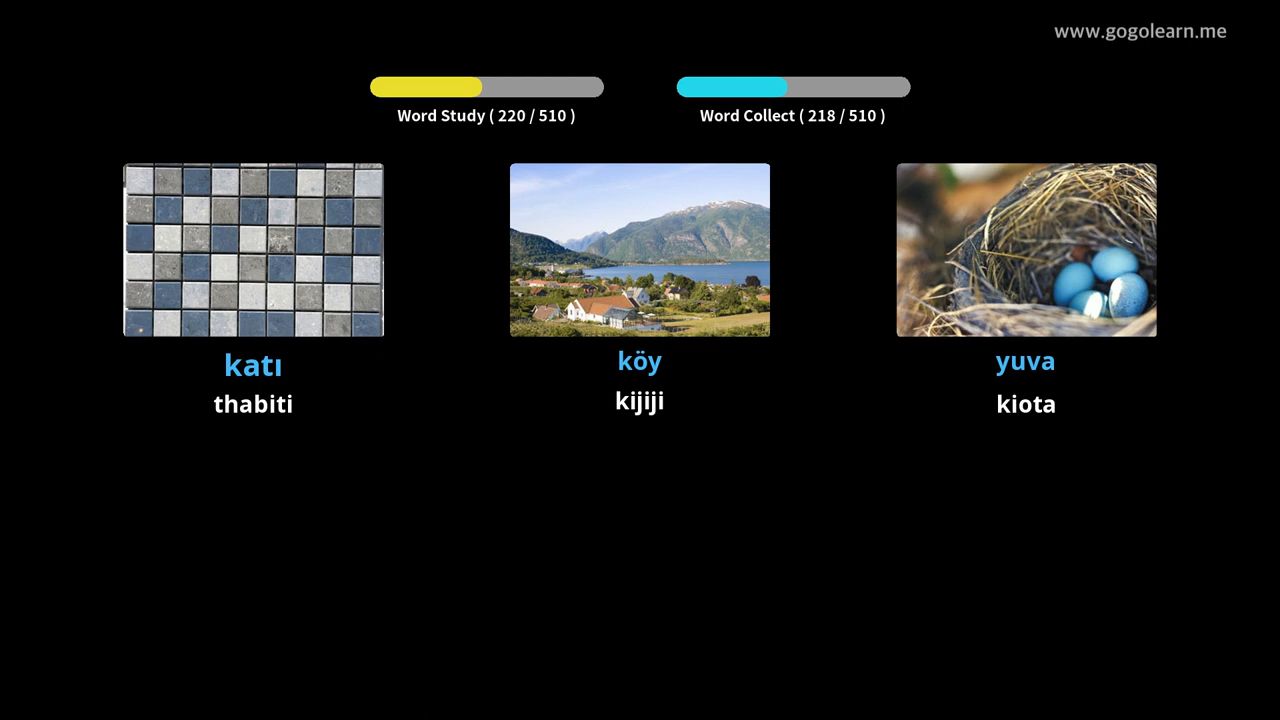 www.gogolearn.me
Word Study ( 220 / 510 )
Word Collect ( 218 / 510 )
katı
köy
yuva
thabiti
kijiji
kiota